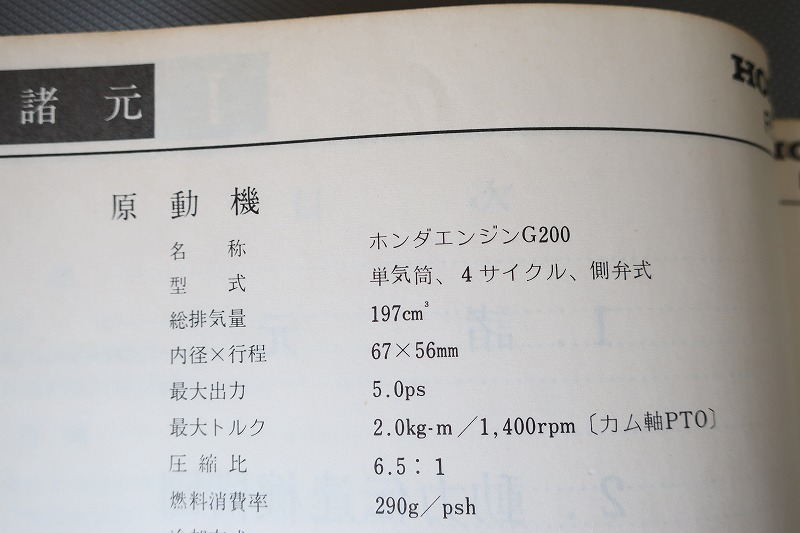 諸元
原動機
名称 ホンダエンジンG200
型式 単気筒、4サイクル、側弁式
総排気量 197cm³
内径×行程 67×56mm
最大出力 5.0ps
最大トルク 2.0kg-m／1,400rpm〔カム軸PTO〕
圧縮比 6.5：1
燃料消費率 290g/psh